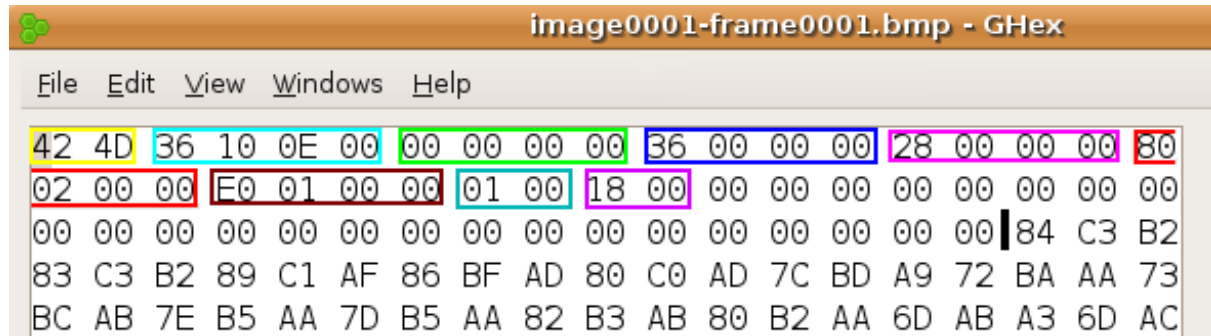 image0001-frame0001.bmp - GHex
File Edit View Windows Help
42 4D 36 10 0E 00 00 00 00 00 36 00 00 00 28 00 00 00 80
02 00 00 E0 01 00 00 01 00 18 00 00 00 00 00 00 00 00 00
00 00 00 00 00 00 00 00 00 00 00 00 00 00 00 00 84 C3 B2
83 C3 B2 89 C1 AF 86 BF AD 80 C0 AD 7C BD A9 72 BA AA 73
BC AB 7E B5 AA 7D B5 AA 82 B3 AB 80 B2 AA 6D AB A3 6D AC